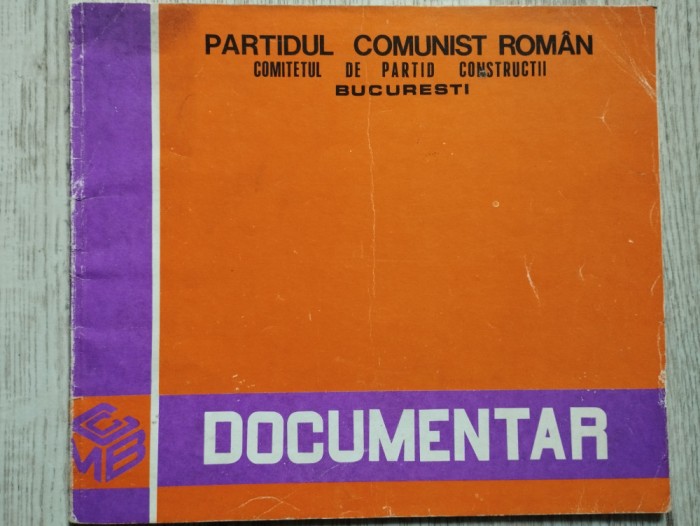 PARTIDUL COMUNIST ROMÂN
COMITETUL DE PARTID CONSTRUCTII
BUCURESTI
DOCUMENTAR